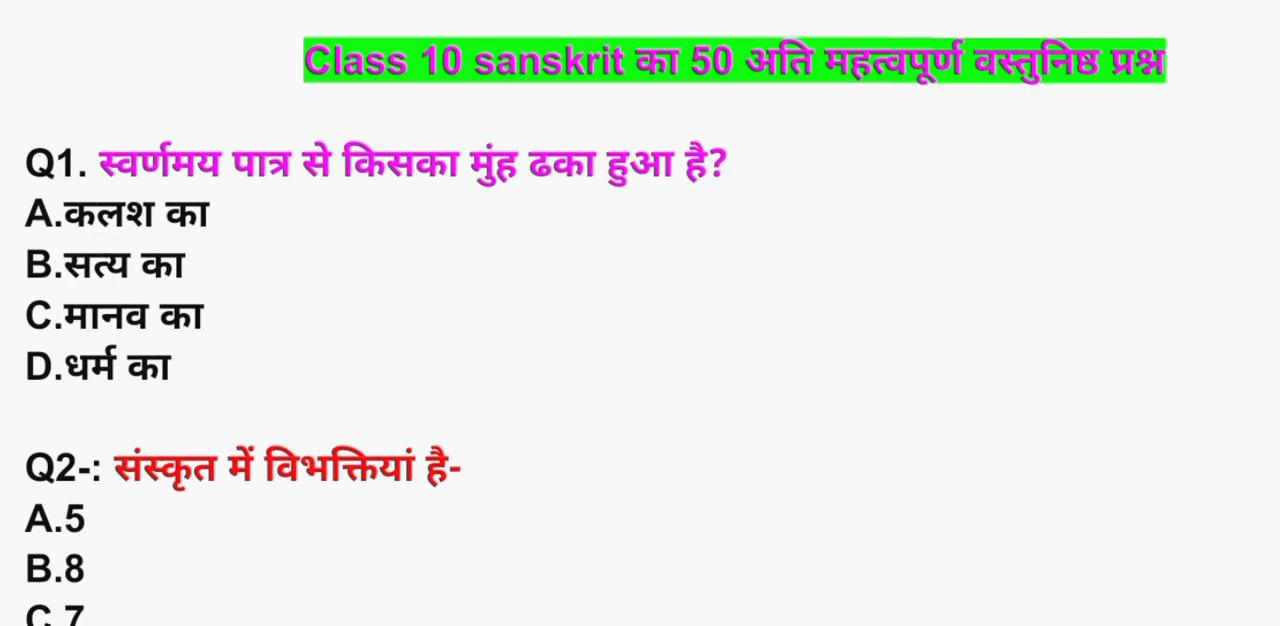 Class 10 sanskrit का 50 अति महत्वपूर्ण वस्तुनिष्ठ प्रश्न
Q1. स्वर्णमय पात्र से किसका मुंह ढका हुआ है?
A.कलश का
B.सत्य का
C.मानव का
D.धर्म का
Q2-: संस्कृत में विभक्तियां है-
A.5
B.8
C.7